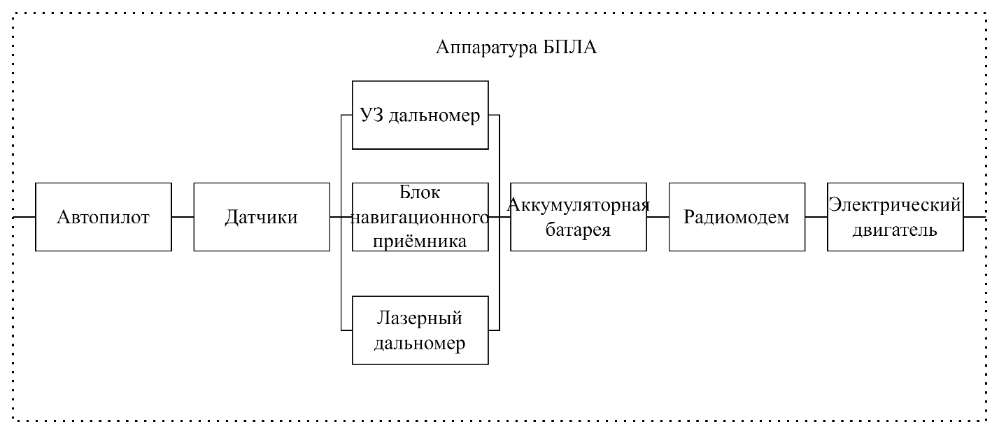 Аппаратура БПЛА
УЗ дальномер
Автопилот
Датчики
Блок
навигационного
приёмника
Лазерный
дальномер
Аккумуляторная
батарея
Радиомодем
Электрический
двигатель